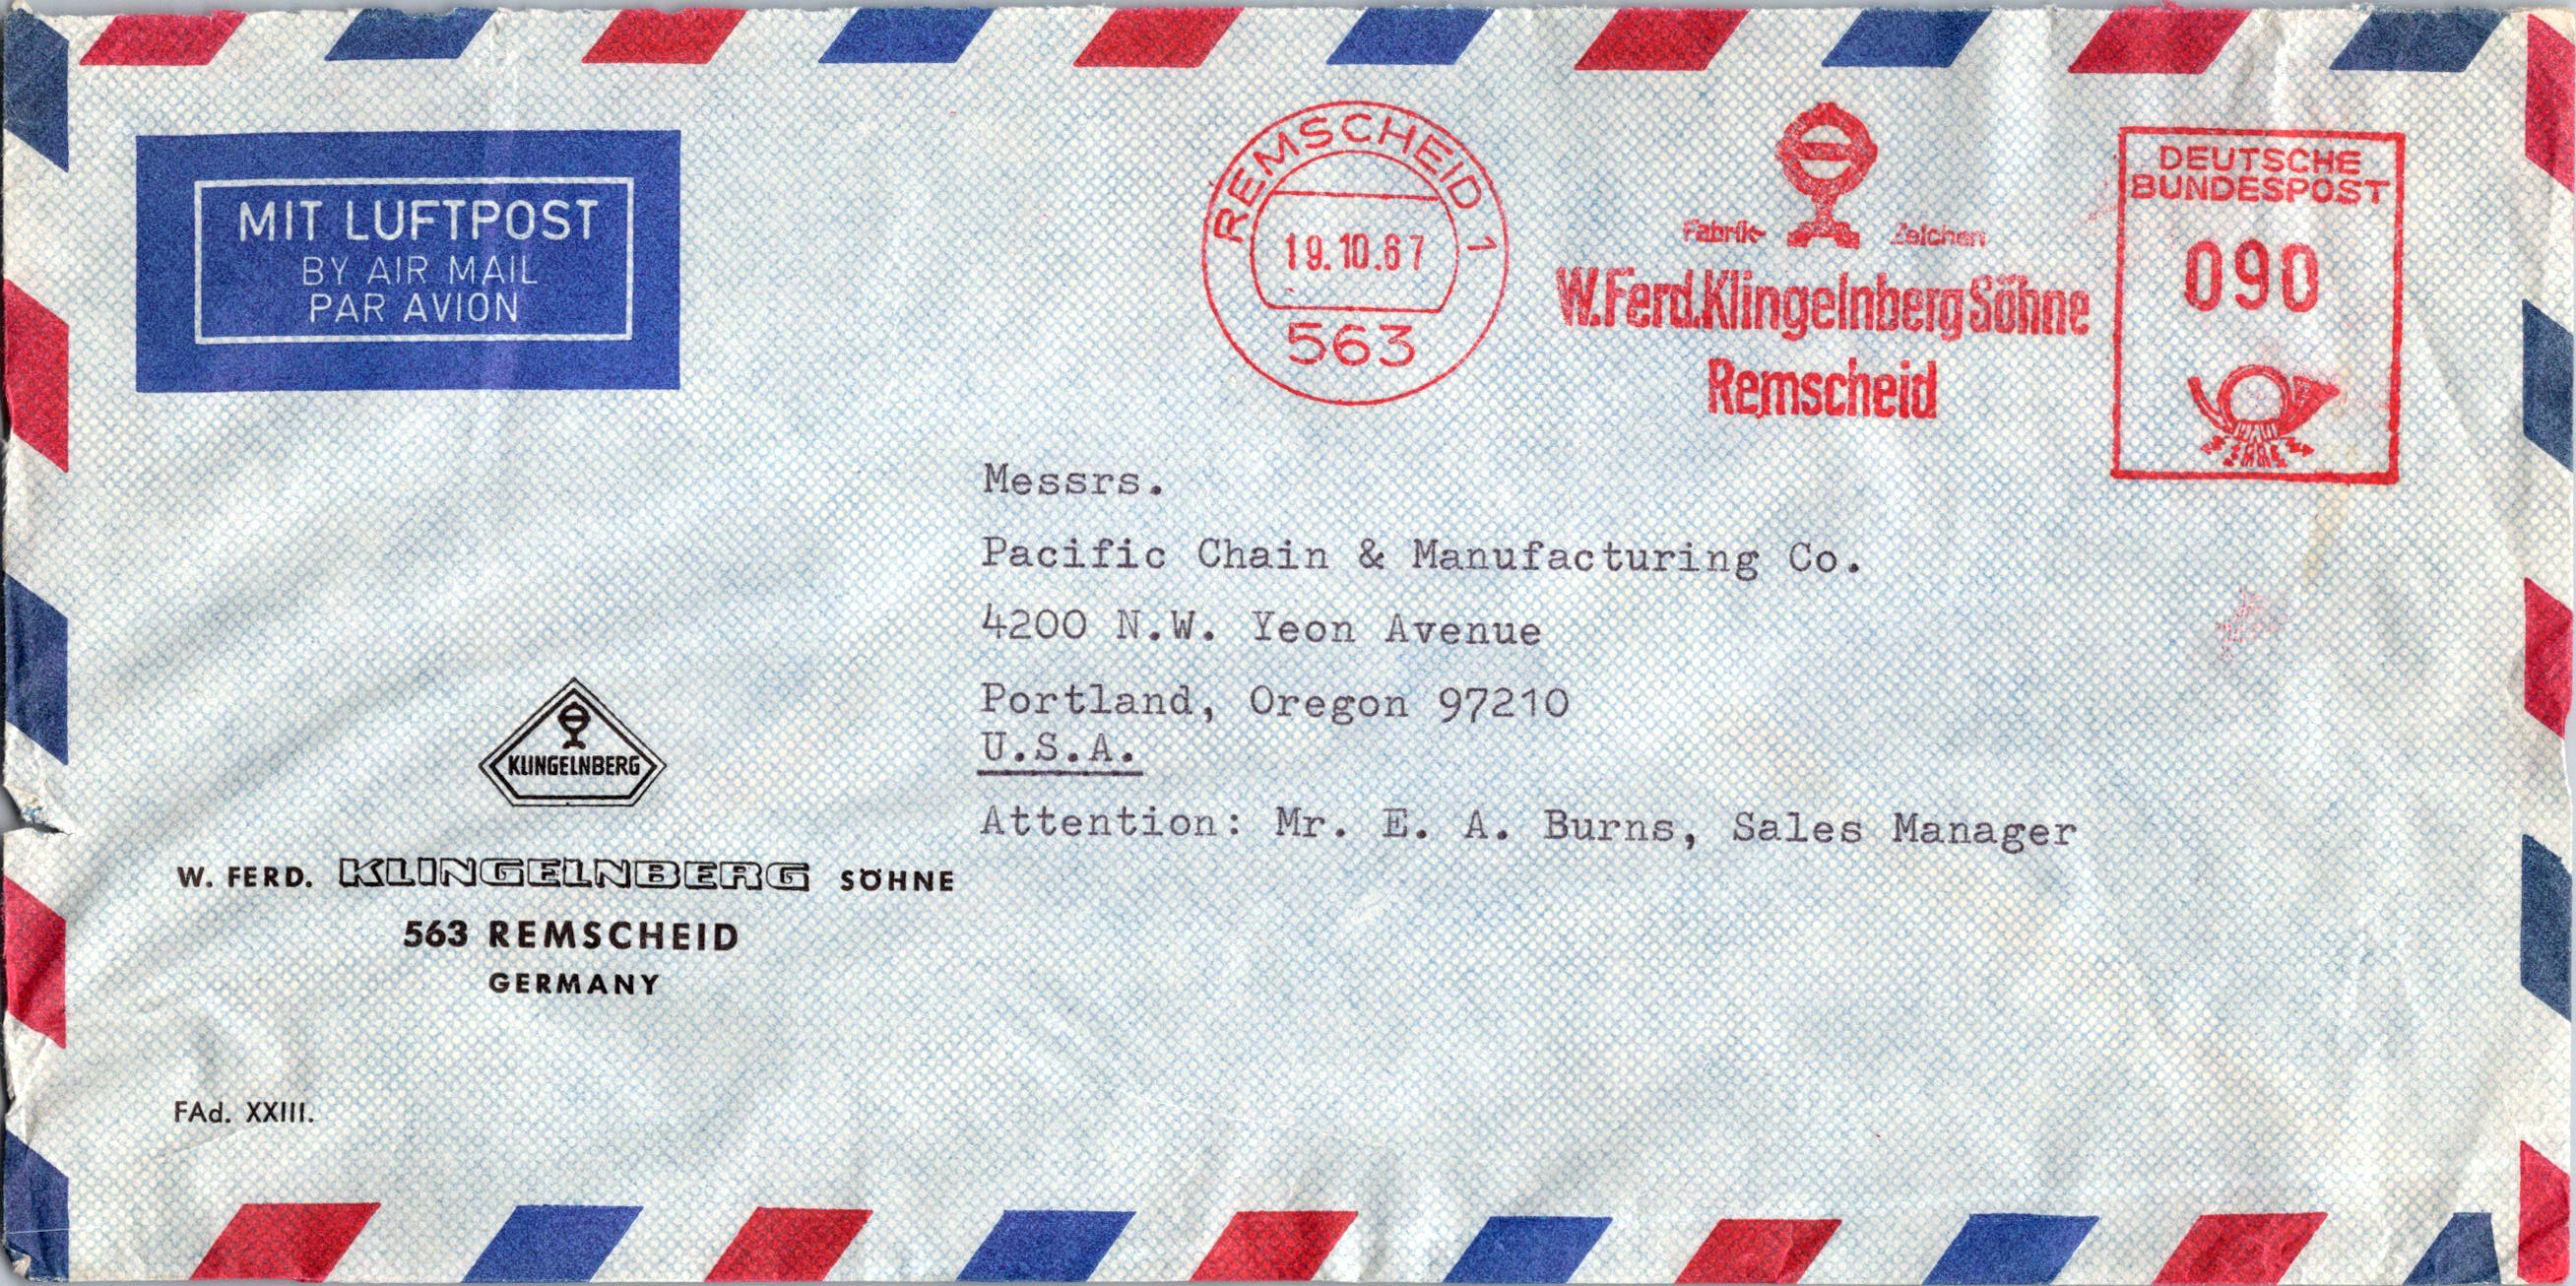 MIT LUFTPOST
BY AIR MAIL
PAR AVION
REMSCHEID 1
19.10.67
563
Fabrik- Zeichen
W.Ferd.Klingelnberg Söhne
Remscheid
DEUTSCHE
BUNDESPOST
090
Messrs.
Pacific Chain & Manufacturing Co.
4200 N.W. Yeon Avenue
Portland, Oregon 97210
U.S.A.
Attention: Mr. E. A. Burns, Sales Manager
KLINGELNBERG
W. FERD. KLINGELNBERG SÖHNE
563 REMSCHEID
GERMANY
FAd. XXIII.